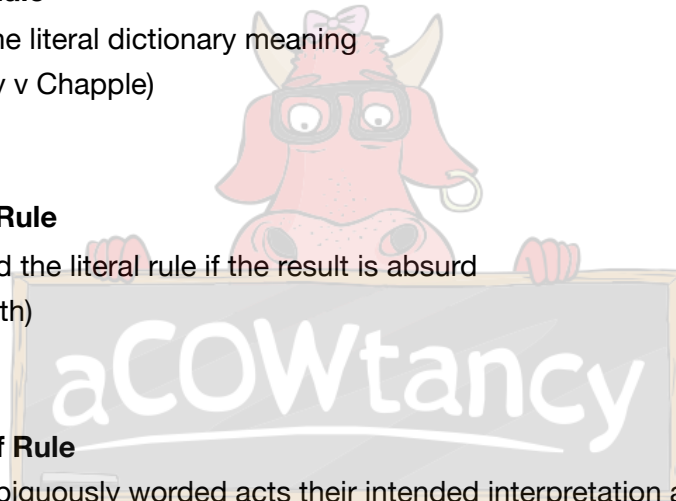 he literal dictionary meaning
v Chapple)
Rule
d the literal rule if the result is absurd
th)
aCOWtancy
f Rule
biguously worded acts their intended interpretation a